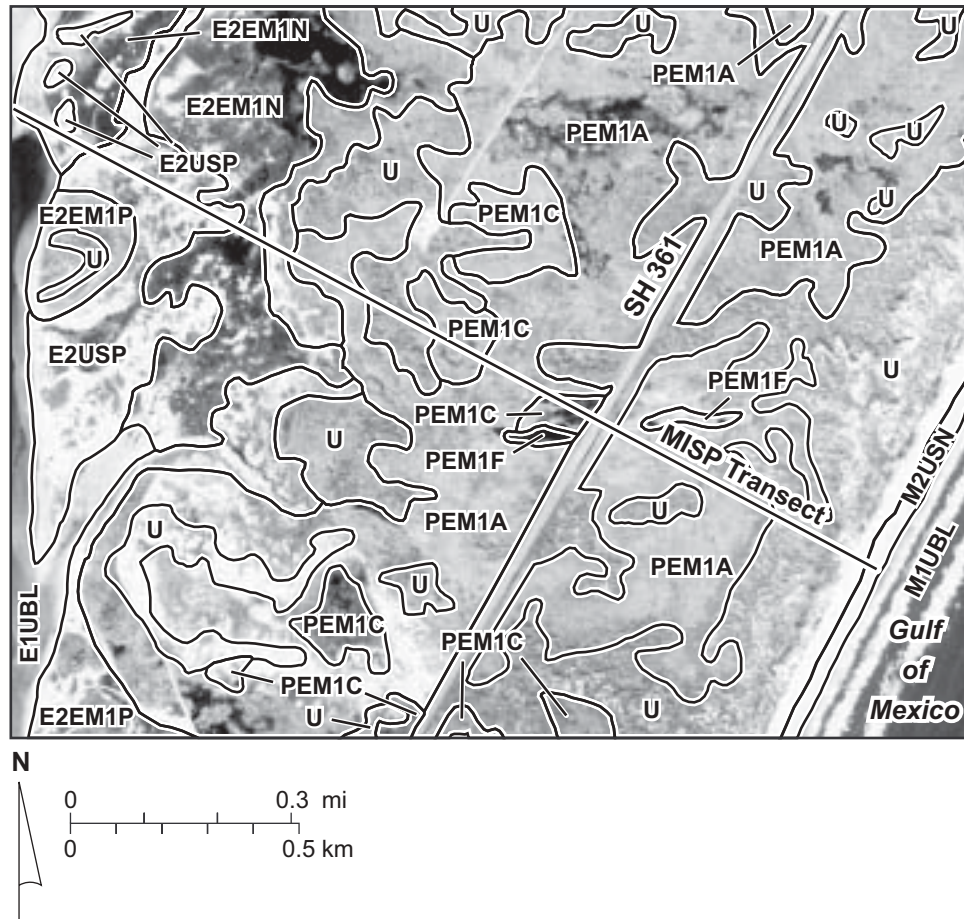 U
U
U
E2EM1N
PEM1A
E2EM1N
PEM1A
U
U
E2USP
U
U
U
E2EM1P
PEM1C
SH 361
PEM1A
U
PEM1C
E2USP
U
PEM1F
PEM1C
U
PEM1F
MISP Transect
M2USN
PEM1A
U
U
PEM1A
M1UBL
U
E1UBL
PEM1C
PEM1C
Gulf
of
Mexico
PEM1C
E2EM1P
U
U
N
0 0.3 mi
0 0.5 km